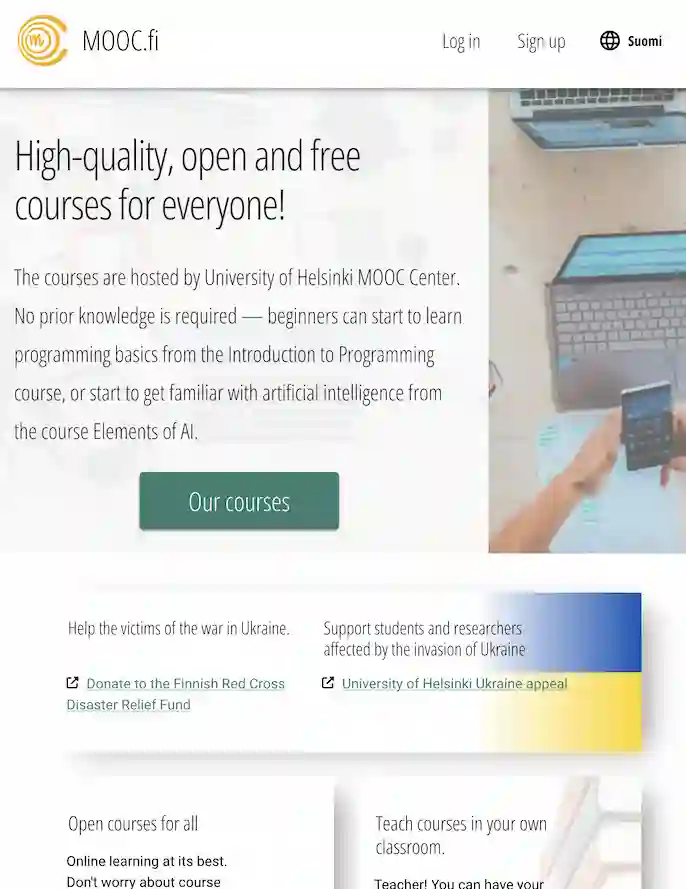 MOOC.fi
Log in
Sign up
Suomi
High-quality, open and free
courses for everyone!
The courses are hosted by University of Helsinki MOOC Center.
No prior knowledge is required — beginners can start to learn
programming basics from the Introduction to Programming
course, or start to get familiar with artificial intelligence from
the course Elements of AI.
Our courses
Help the victims of the war in Ukraine.
Donate to the Finnish Red Cross
Disaster Relief Fund
Support students and researchers
affected by the invasion of Ukraine
University of Helsinki Ukraine appeal
Open courses for all
Online learning at its best.
Don't worry about course
Teach courses in your own
classroom.
Teacher! You can have your